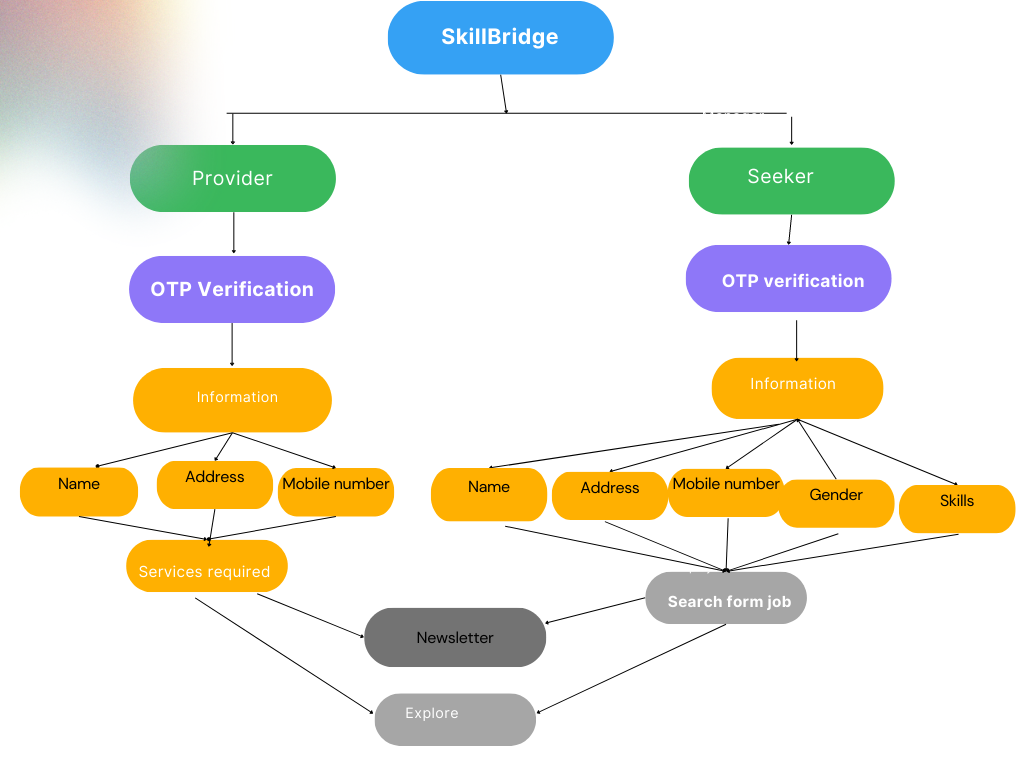 SkillBridge
Provider
Seeker
OTP Verification
OTP verification
Information
Information
Name
Address
Mobile number
Name
Address
Mobile number
Gender
Skills
Services required
Search form job
Newsletter
Explore